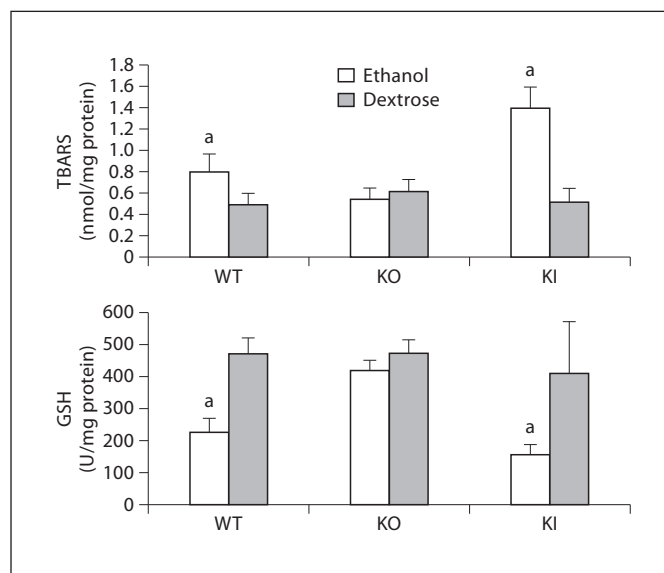 TBARS
(nmol/mg protein)
1.8
1.6
1.4
1.2
1.0
0.8
0.6
0.4
0.2
0
Ethanol
Dextrose
a
a
WT
KO
KI
GSH
(U/mg protein)
600
500
400
300
200
100
0
a
a
WT
KO
KI